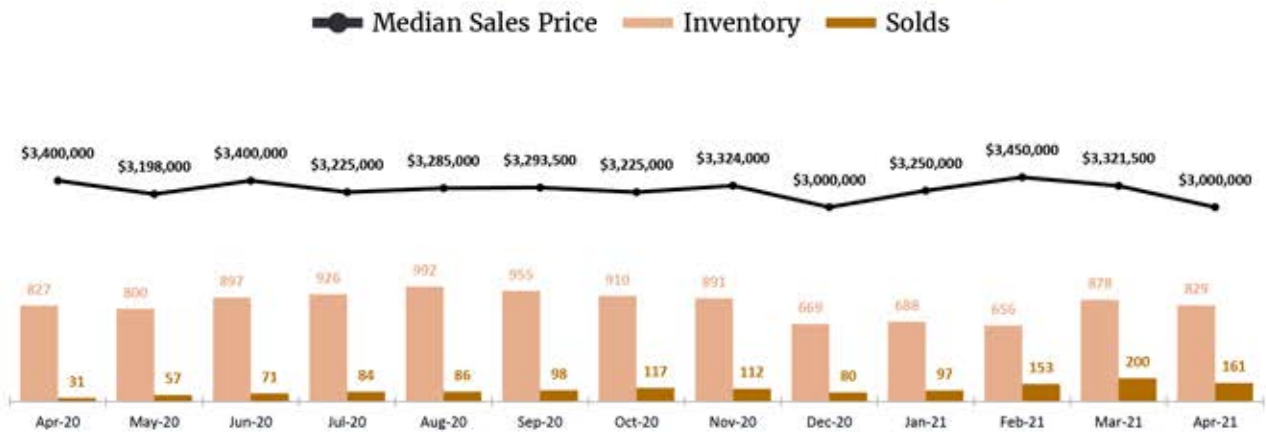 Median Sales Price Inventory Solds
$3,400,000 $3,198,000 $3,400,000 $3,225,000 $3,285,000 $3,293,500 $3,225,000 $3,324,000 $3,000,000 $3,250,000 $3,450,000 $3,321,500 $3,000,000
827 800 897 926 992 955 910 891 669 688 656 878 829
31 57 71 84 86 98 117 112 80 97 153 200 161
Apr-20 May-20 Jun-20 Jul-20 Aug-20 Sep-20 Oct-20 Nov-20 Dec-20 Jan-21 Feb-21 Mar-21 Apr-21